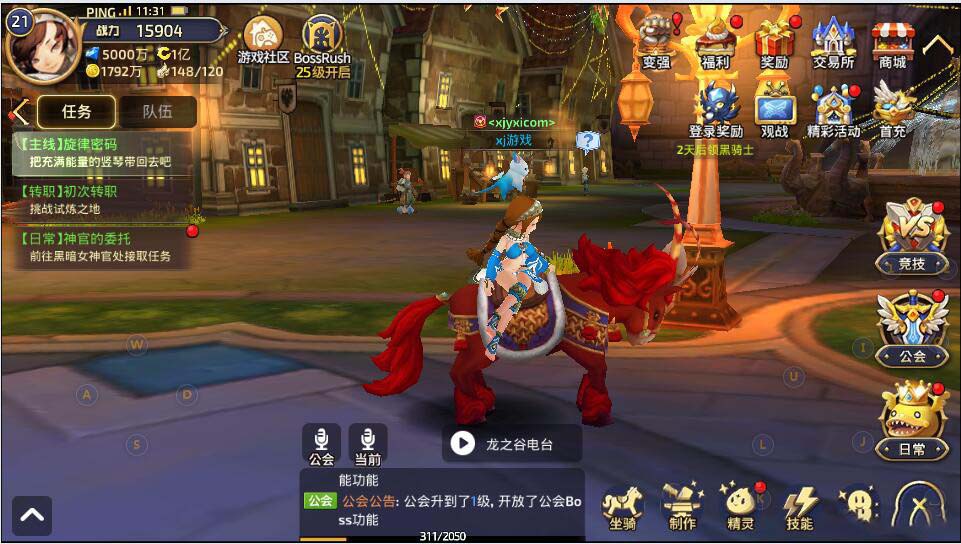 21
PING 11:31
战力 15904
5000万 1亿
1792万 148/120
游戏社区 BossRush
25级开启
变强 福利 奖励 交易所 商城
登录奖励 观战 精彩活动 首充
2天后领黑骑士
任务 队伍
【主线】旋律密码
把充满能量的竖琴带回去吧
【转职】初次转职
挑战试炼之地
【日常】神官的委托
前往黑暗女神官处接取任务
<xjyxicom>
xj游戏
?
VS
竞技
公会
日常
W
A
D
S
I
U
L
J
K
公会 当前
龙之谷电台
能功能
公会 公会公告: 公会升到了1级, 开放了公会Bo
ss功能
311/2050
坐骑 制作 精灵 技能